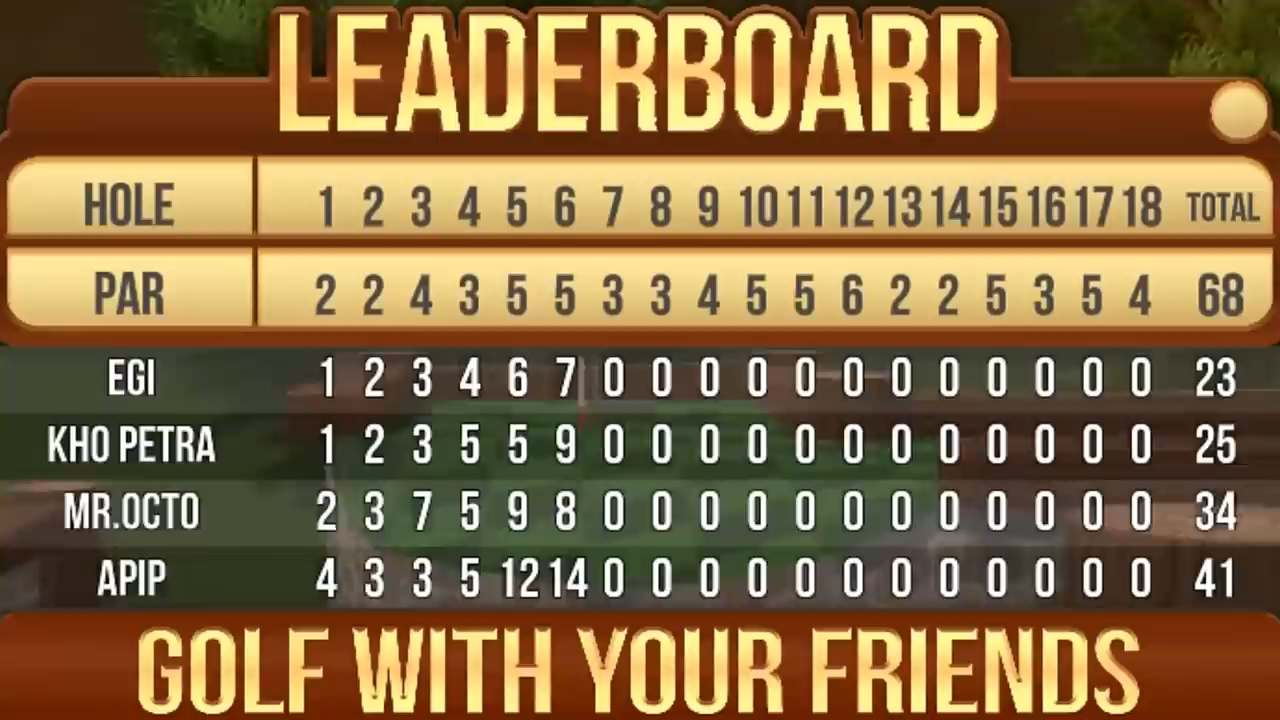 LEADERBOARD
HOLE 1 2 3 4 5 6 7 8 9 10 11 12 13 14 15 16 17 18 TOTAL
PAR 2 2 4 3 5 5 3 3 4 5 5 6 2 2 5 3 5 4 68
EGI 1 2 3 4 6 7 0 0 0 0 0 0 0 0 0 0 0 0 23
KHO PETRA 1 2 3 5 5 9 0 0 0 0 0 0 0 0 0 0 0 0 25
MR.OCTO 2 3 7 5 9 8 0 0 0 0 0 0 0 0 0 0 0 0 34
APIP 4 3 3 5 12 14 0 0 0 0 0 0 0 0 0 0 0 0 41
GOLF WITH YOUR FRIENDS